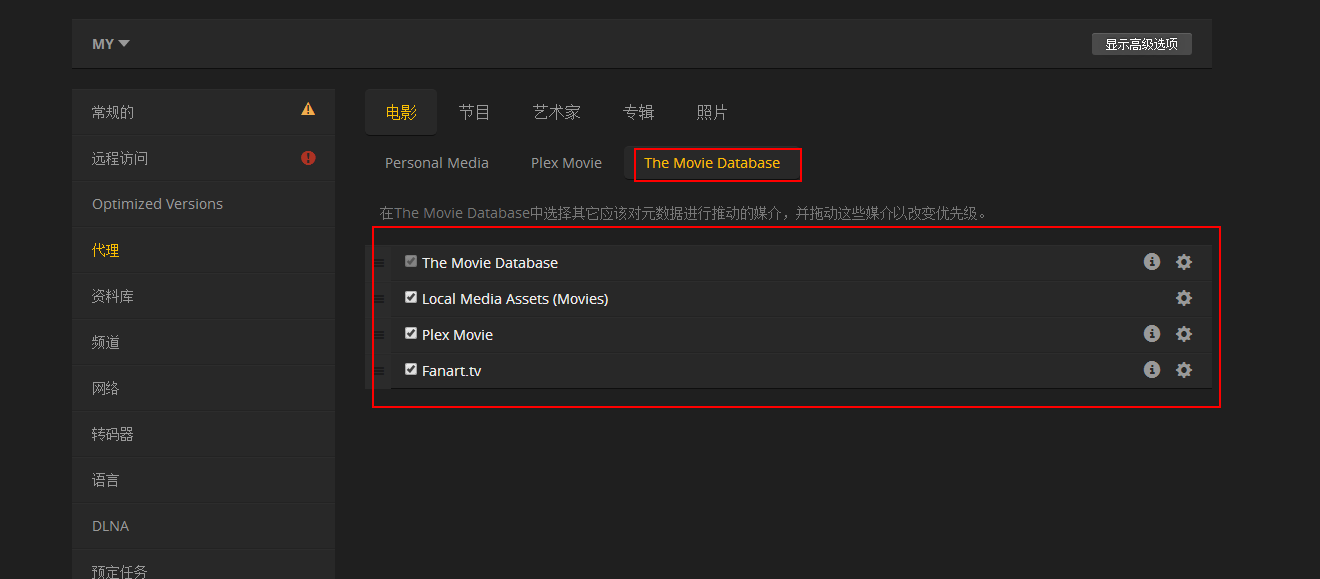 MY
显示高级选项
常规的
远程访问
Optimized Versions
代理
资料库
频道
网络
转码器
语言
DLNA
预定任务
电影 节目 艺术家 专辑 照片
Personal Media Plex Movie The Movie Database
在The Movie Database中选择其它应该对元数据进行推动的媒介，并拖动这些媒介以改变优先级。
The Movie Database
Local Media Assets (Movies)
Plex Movie
Fanart.tv